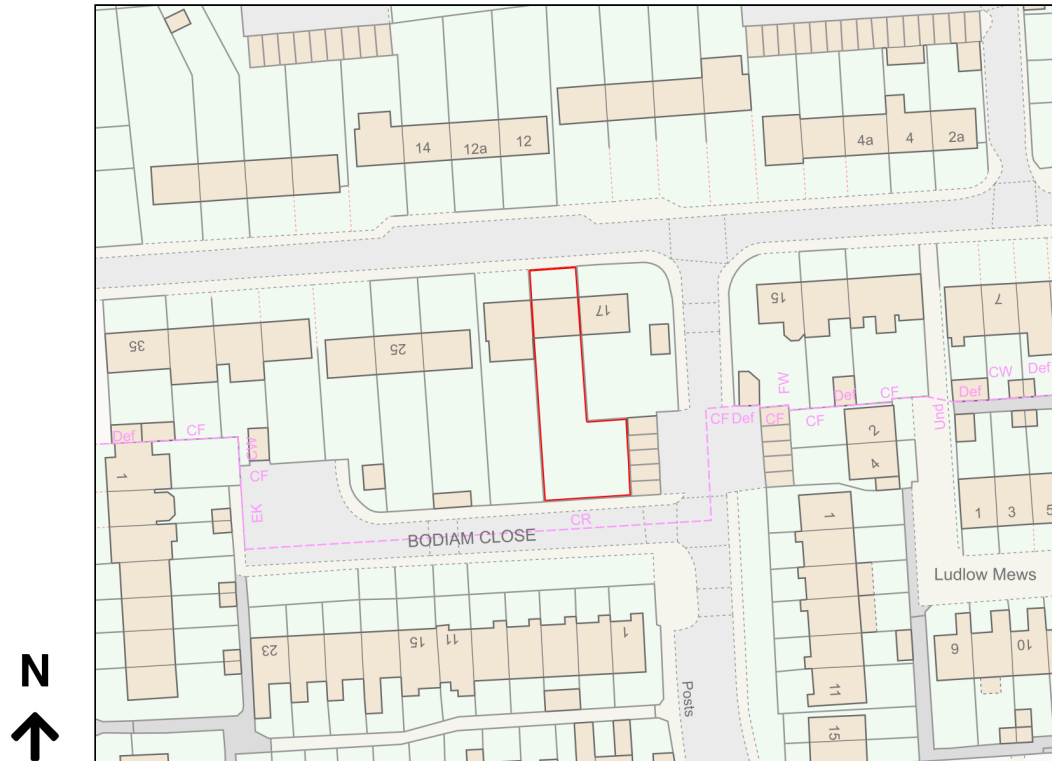 14 12a 12
4a 4 2a
17
15
7
35
25
Def CF CW
CF
EK
1
FW
CF Def CF CF Def CF
Def CW Def
Und
2
4
CR
BODIAM CLOSE
1
1 3 5
Ludlow Mews
23 15 11 1
9 10
Posts
11
15
N